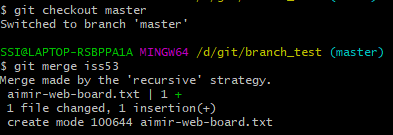 $ git checkout master
Switched to branch 'master'
SSI@LAPTOP-RSBPPA1A MINGW64 /d/git/branch_test (master)
$ git merge iss53
Merge made by the 'recursive' strategy.
 aimir-web-board.txt | 1 +
 1 file changed, 1 insertion(+)
 create mode 100644 aimir-web-board.txt